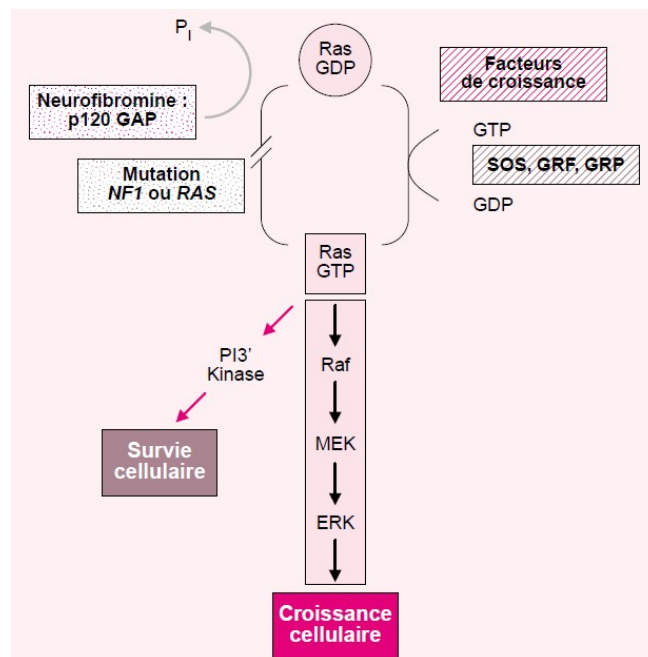 P_I
Ras
GDP
Facteurs
de croissance
Neurofibromine :
p120 GAP
GTP
Mutation
NF1 ou RAS
SOS, GRF, GRP
GDP
Ras
GTP
PI3'
Kinase
Raf
Survie
cellulaire
MEK
ERK
Croissance
cellulaire